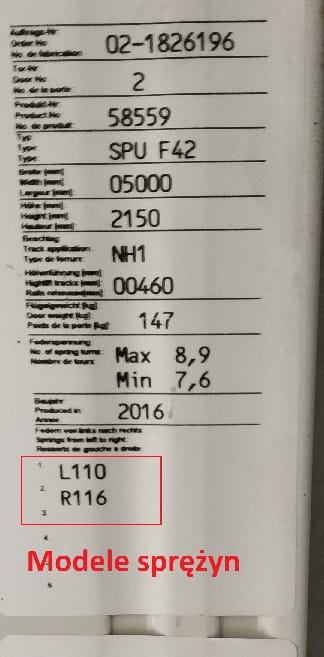 Auftrags-Nr.
Order No
No. de fabrication
02-1826196
Tor-Nr.
Door No
No. de la porte
2
Produkt-Nr.
Product No
No. de produit
58559
Typ
Type:
Type:
SPU F42
Breite [mm]
Width [mm]
Largeur [mm]
05000
Höhe [mm]
Height [mm]
Hauteur [mm]
2150
Beschlag
Track application
Type de ferrure:
NH1
Höherführung [mm]
Highlift tracks [mm]
Rails rehaussées[mm]
00460
Flügelgewicht [kg]
Door weight [kg]
Poids de la porte [kg]
147
Federspannung
No. of spring turns
Nombre de tours
Max 8,9
Min 7,6
Baujahr
Produced in
Annee
2016
Federn von links nach rechts
Springs from left to right
Ressorts de gauche a droite
1. L110
2. R116
3
4.
5.
Modele sprężyn